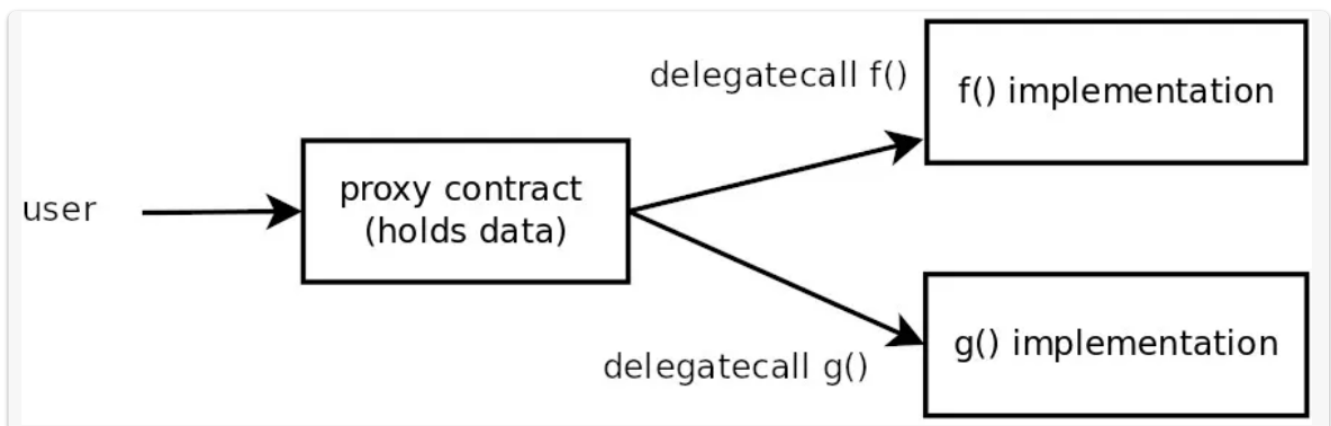 delegatecall f()
f() implementation
user
proxy contract
(holds data)
g() implementation
delegatecall g()